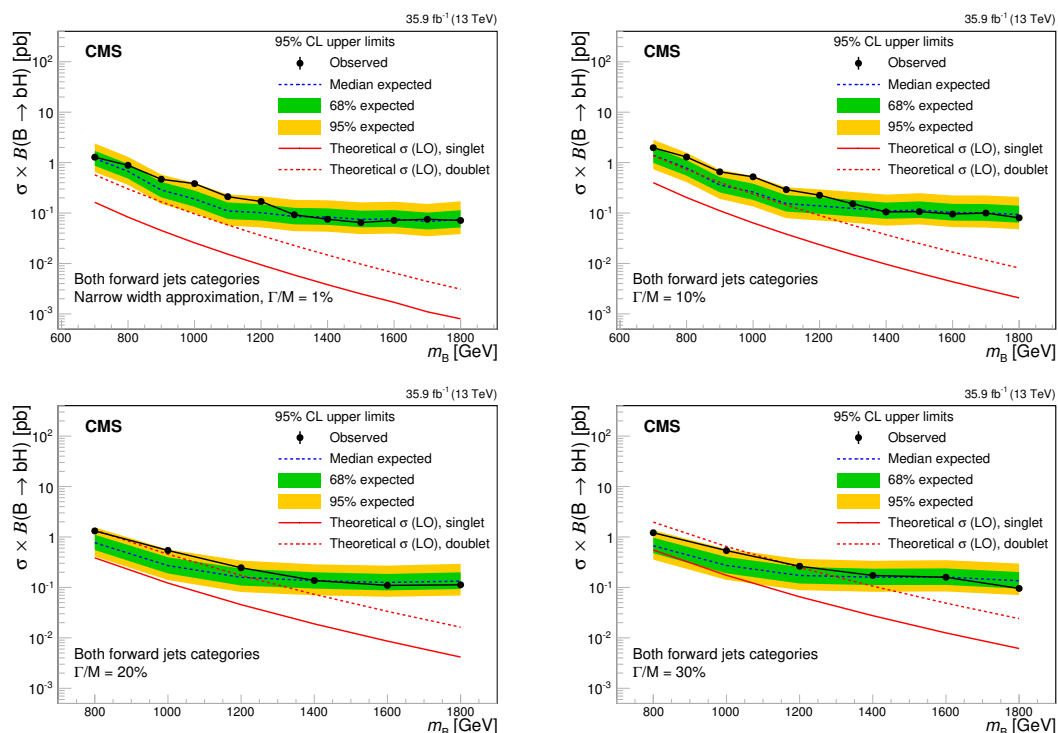 35.9 fb⁻¹ (13 TeV)
CMS
95% CL upper limits
Observed
Median expected
68% expected
95% expected
Theoretical σ (LO), singlet
Theoretical σ (LO), doublet
σ × B(B → bH) [pb]
10²
10
1
10⁻¹
10⁻²
10⁻³
Both forward jets categories
Narrow width approximation, Γ/M = 1%
600 800 1000 1200 1400 1600 1800
m_B [GeV]
35.9 fb⁻¹ (13 TeV)
CMS
95% CL upper limits
Observed
Median expected
68% expected
95% expected
Theoretical σ (LO), singlet
Theoretical σ (LO), doublet
σ × B(B → bH) [pb]
10²
10
1
10⁻¹
10⁻²
10⁻³
Both forward jets categories
Γ/M = 10%
600 800 1000 1200 1400 1600 1800
m_B [GeV]
35.9 fb⁻¹ (13 TeV)
CMS
95% CL upper limits
Observed
Median expected
68% expected
95% expected
Theoretical σ (LO), singlet
Theoretical σ (LO), doublet
σ × B(B → bH) [pb]
10²
10
1
10⁻¹
10⁻²
10⁻³
Both forward jets categories
Γ/M = 20%
800 1000 1200 1400 1600 1800
m_B [GeV]
35.9 fb⁻¹ (13 TeV)
CMS
95% CL upper limits
Observed
Median expected
68% expected
95% expected
Theoretical σ (LO), singlet
Theoretical σ (LO), doublet
σ × B(B → bH) [pb]
10²
10
1
10⁻¹
10⁻²
10⁻³
Both forward jets categories
Γ/M = 30%
800 1000 1200 1400 1600 1800
m_B [GeV]